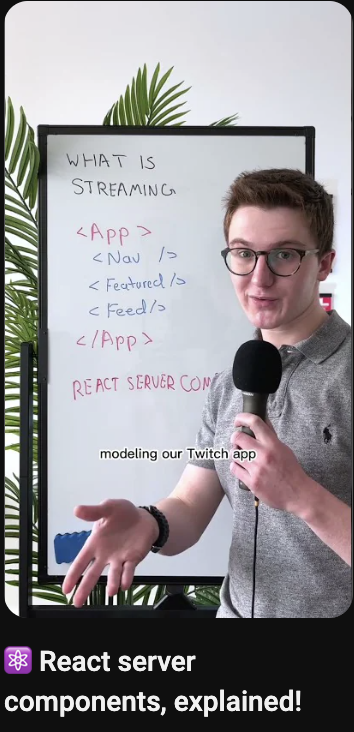 WHAT IS
STREAMING
<App>
<Nav />
<Featured />
<Feed/>
</App>
REACT SERVER COM
modeling our Twitch app
⚛️ React server
components, explained!